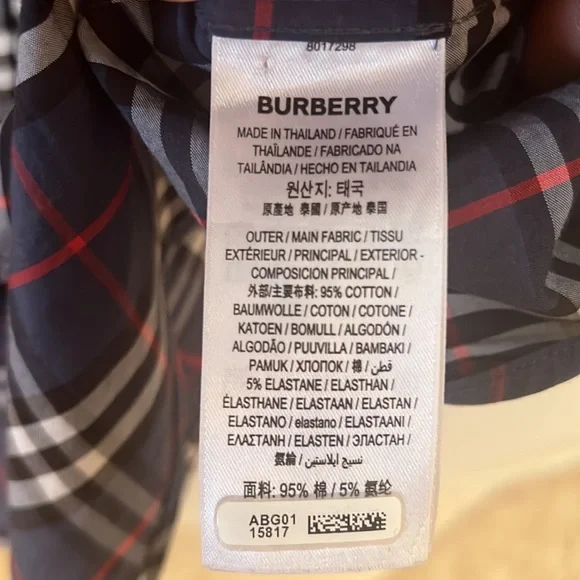 8017298
BURBERRY
MADE IN THAILAND / FABRIQUÉ EN
THAÏLANDE / FABRICADO NA
TAILÂNDIA / HECHO EN TAILANDIA
원산지: 태국
原產地 泰國 / 原产地 泰国
OUTER / MAIN FABRIC / TISSU
EXTÉRIEUR / PRINCIPAL / EXTERIOR -
COMPOSICION PRINCIPAL /
外部/主要布料: 95% COTTON /
BAUMWOLLE / COTON / COTONE /
KATOEN / BOMULL / ALGODÓN /
ALGODÃO / PUUVILLA / BAMBAKI /
PAMUK / ХЛОПОК / 棉 / قطن /
5% ELASTANE / ELASTHAN /
ÉLASTHANE / ELASTAAN / ELASTAN /
ELASTANO / elastano / ELASTAANI /
ΕΛΑΣΤΑΝΗ / ELASTEN / ЭЛАСТАН /
氨綸 / نسيج ايلاستين /
面料: 95% 棉 / 5% 氨纶
ABG01
15817